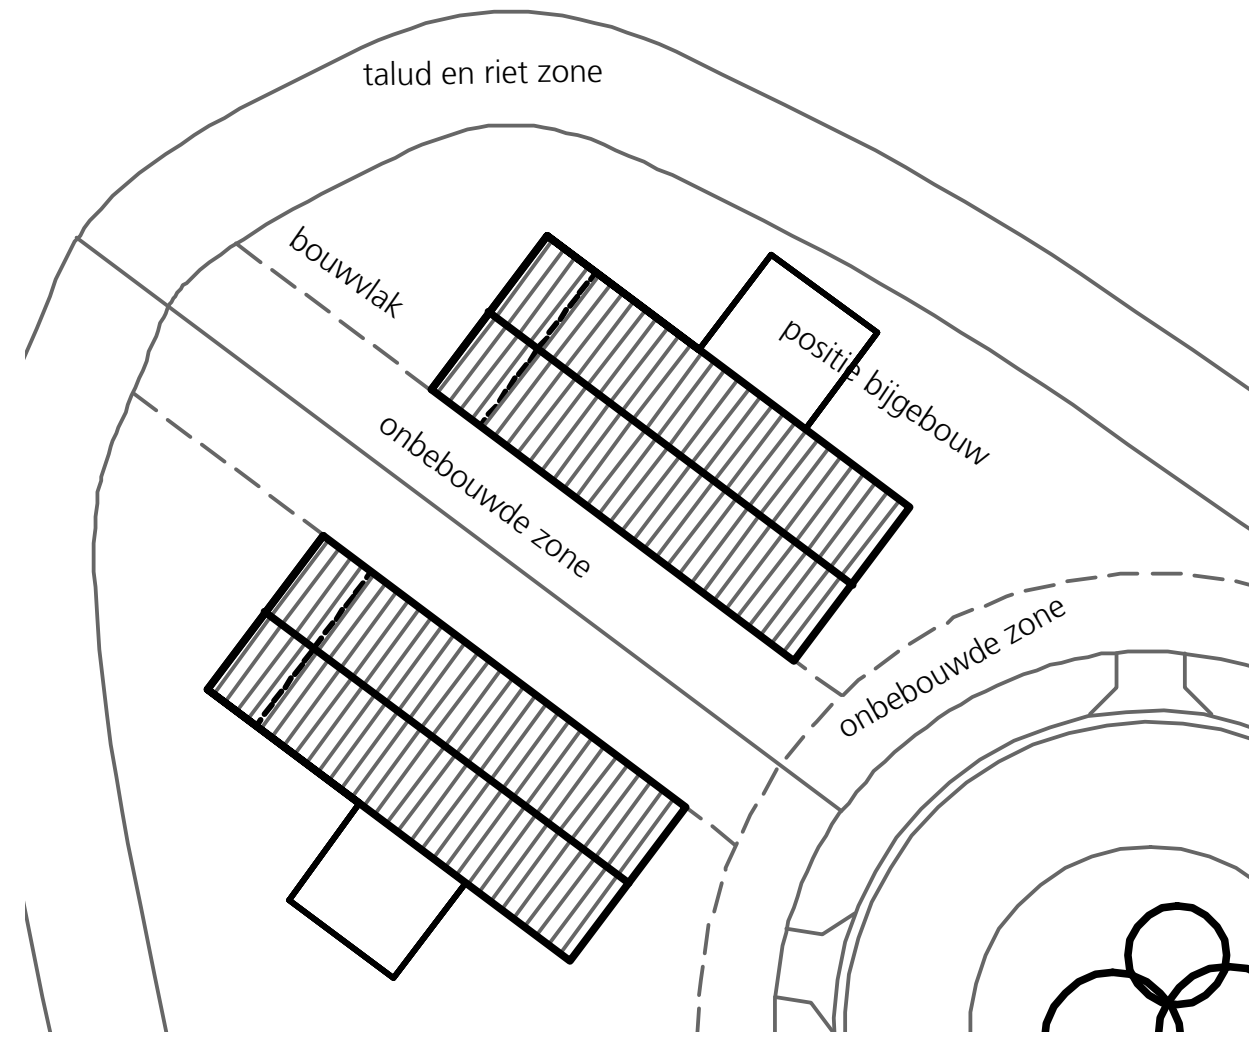 talud en riet zone
bouwvlak
positie bijgebouw
onbebouwde zone
onbebouwde zone